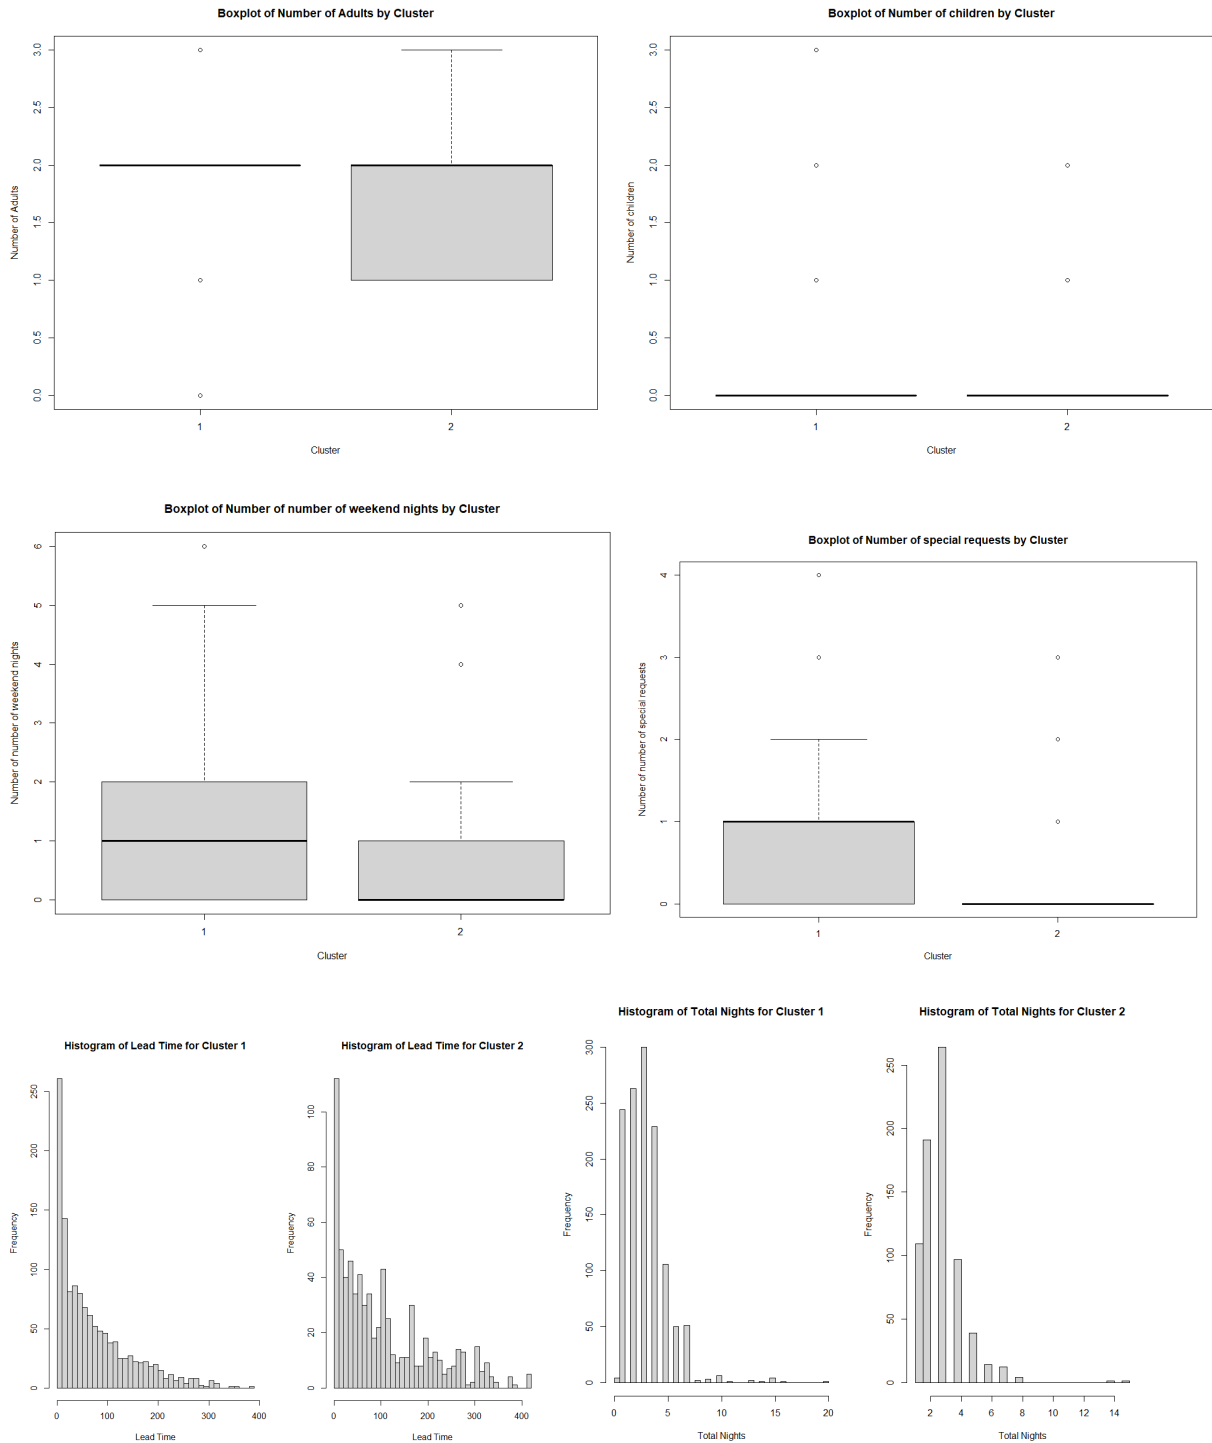 Boxplot of Number of Adults by Cluster
Number of Adults
0.0 0.5 1.0 1.5 2.0 2.5 3.0
1 2
Cluster
Boxplot of Number of children by Cluster
Number of children
0.0 0.5 1.0 1.5 2.0 2.5 3.0
1 2
Cluster
Boxplot of Number of number of weekend nights by Cluster
Number of number of weekend nights
0 1 2 3 4 5 6
1 2
Cluster
Boxplot of Number of special requests by Cluster
Number of number of special requests
0 1 2 3 4
1 2
Cluster
Histogram of Lead Time for Cluster 1
Frequency
0 50 100 150 200 250
0 100 200 300 400
Lead Time
Histogram of Lead Time for Cluster 2
Frequency
0 20 40 60 80 100
0 100 200 300 400
Lead Time
Histogram of Total Nights for Cluster 1
Frequency
0 50 100 150 200 250 300
0 5 10 15 20
Total Nights
Histogram of Total Nights for Cluster 2
Frequency
0 50 100 150 200 250
2 4 6 8 10 12 14
Total Nights